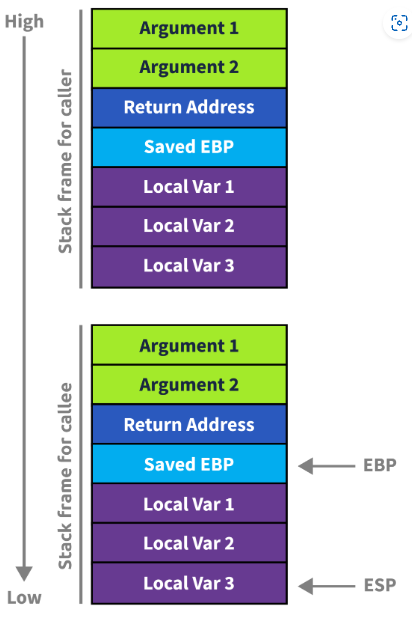 High
Stack frame for caller
Argument 1
Argument 2
Return Address
Saved EBP
Local Var 1
Local Var 2
Local Var 3
Stack frame for callee
Argument 1
Argument 2
Return Address
Saved EBP
EBP
Local Var 1
Local Var 2
Local Var 3
ESP
Low